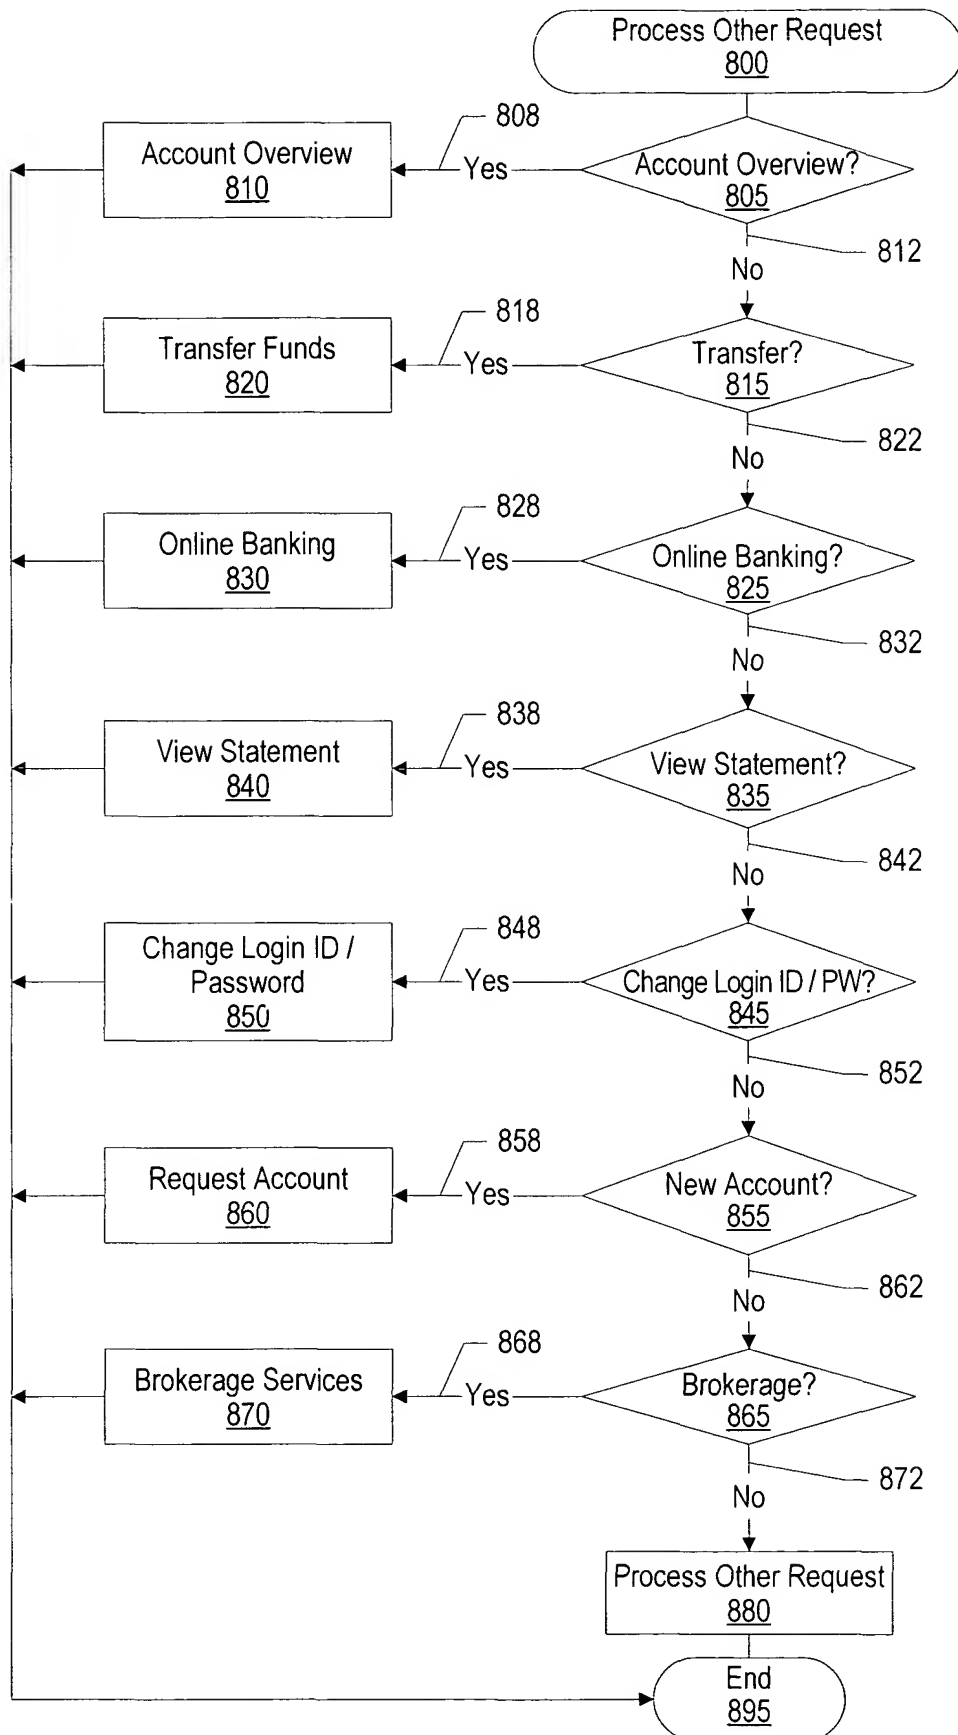 Process Other Request
800
808
Account Overview
810
Yes
Account Overview?
805
812
No
818
Transfer Funds
820
Yes
Transfer?
815
822
No
828
Online Banking
830
Yes
Online Banking?
825
832
No
838
View Statement
840
Yes
View Statement?
835
842
No
848
Change Login ID /
Password
850
Yes
Change Login ID / PW?
845
852
No
858
Request Account
860
Yes
New Account?
855
862
No
868
Brokerage Services
870
Yes
Brokerage?
865
872
No
Process Other Request
880
End
895